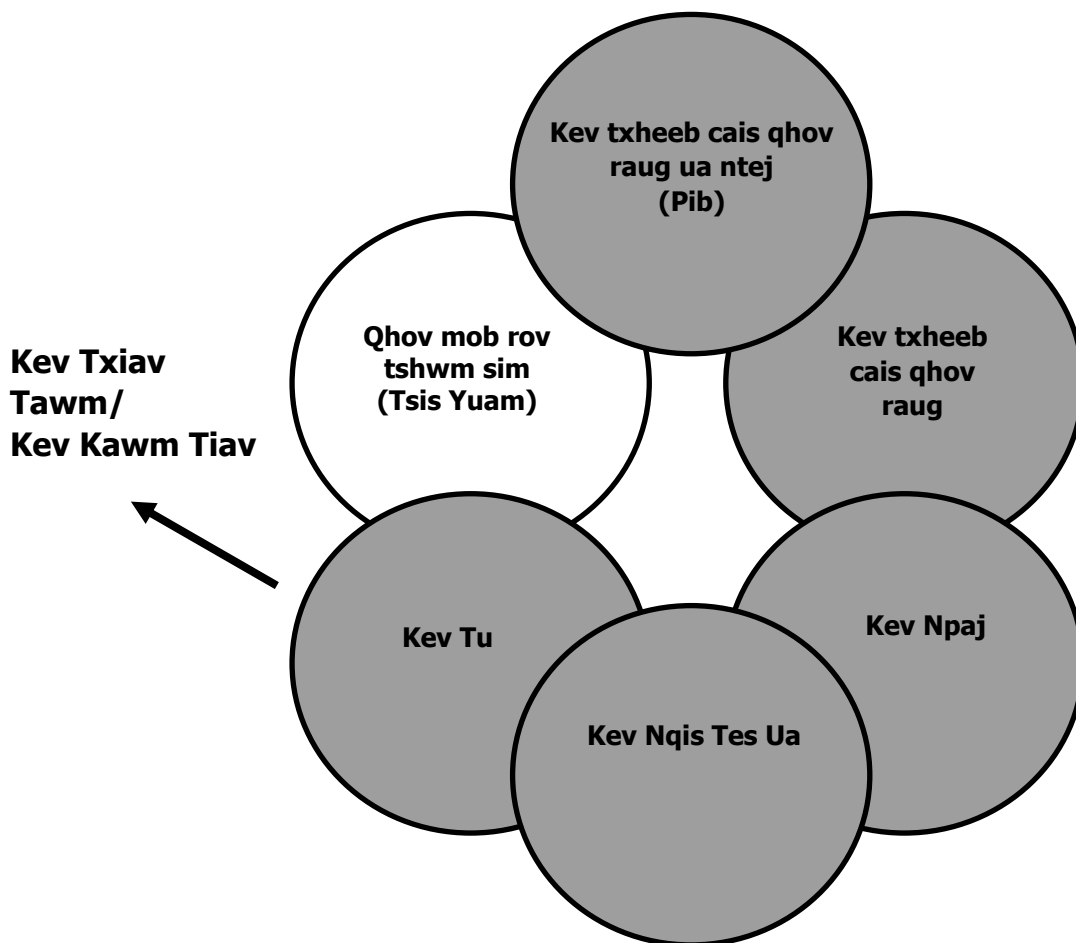 Kev txheeb cais qhov
raug ua ntej
(Pib)
Kev txheeb
cais qhov
raug
Kev Npaj
Kev Nqis Tes Ua
Kev Tu
Qhov mob rov
tshwm sim
(Tsis Yuam)
Kev Txiav
Tawm/
Kev Kawm Tiav